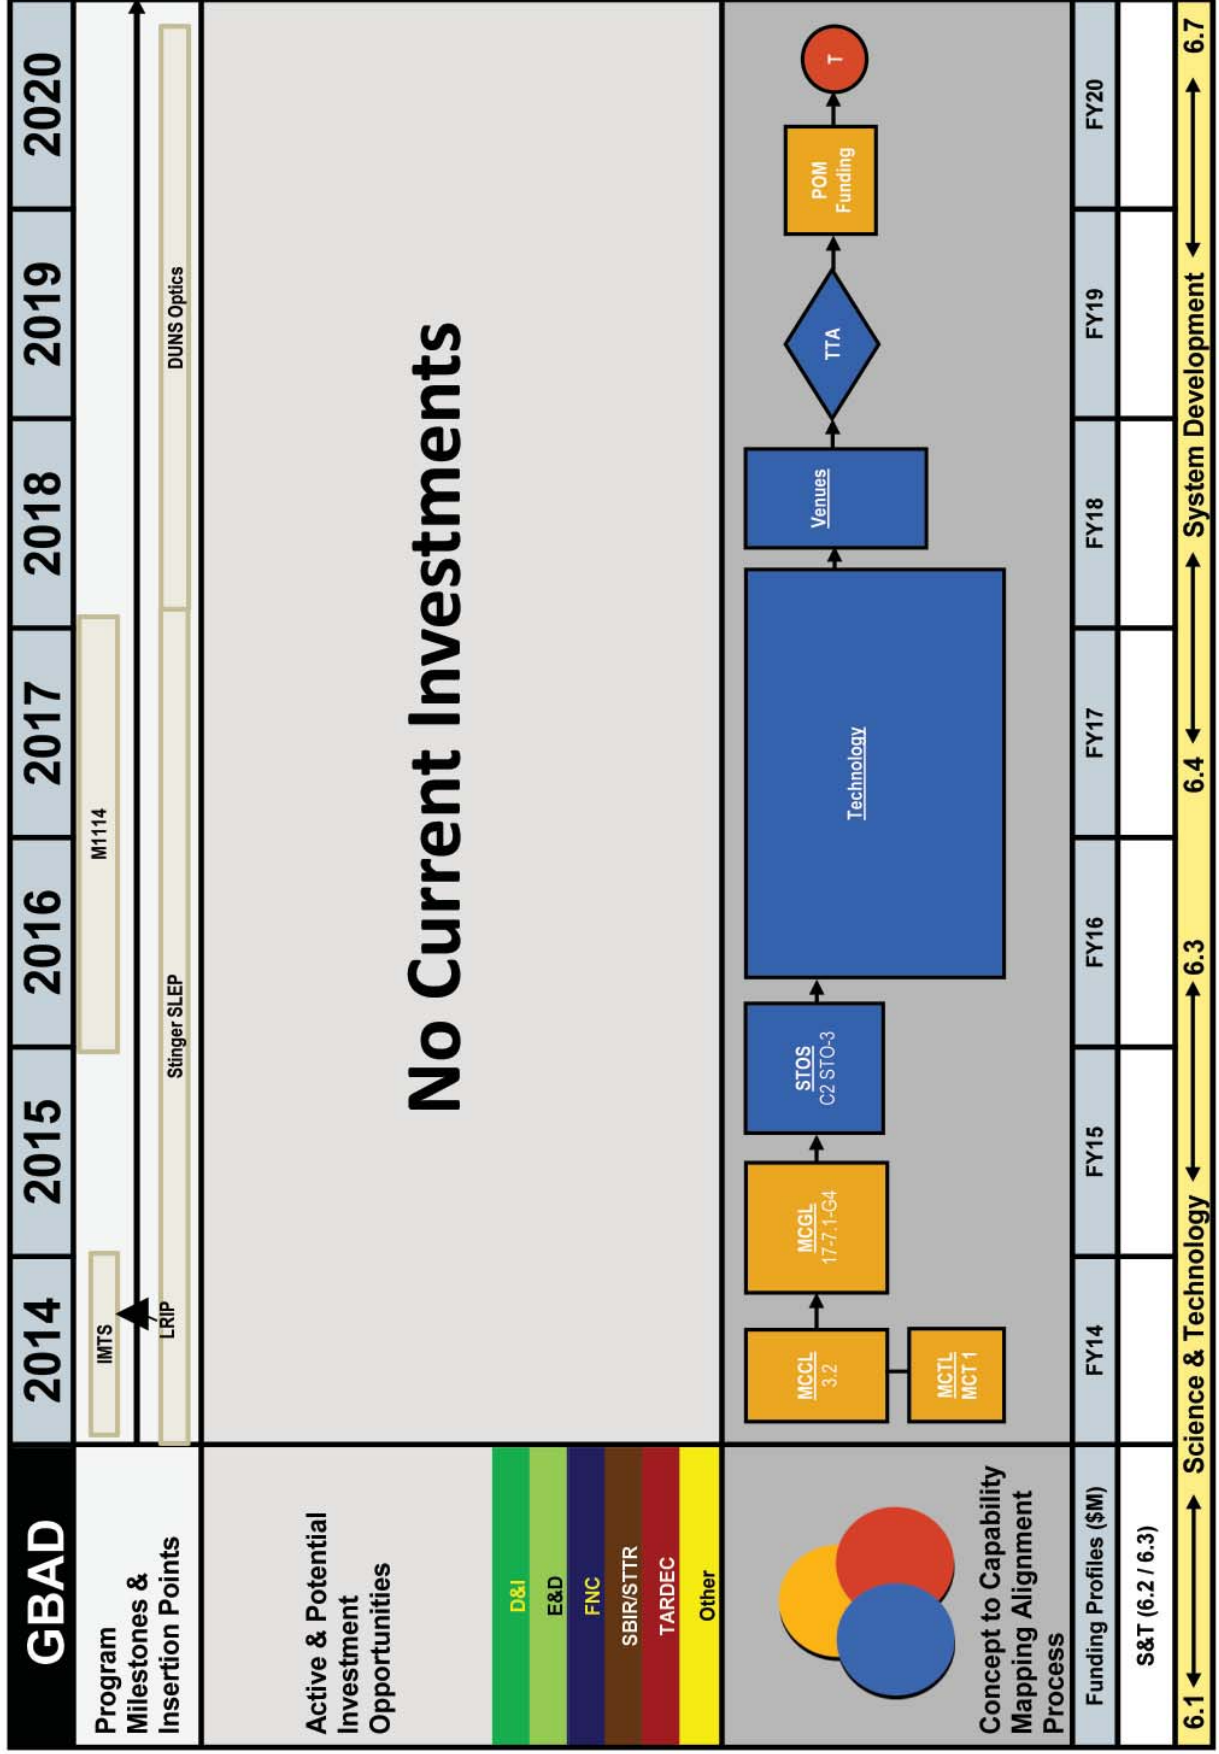 GBAD
2014
2015
2016
2017
2018
2019
2020
Program
Milestones &
Insertion Points
IMTS
M1114
LRIP
Stinger SLEP
DUNS Optics
Active & Potential
Investment
Opportunities
D&I
E&D
FNC
SBIR/STTR
TARDEC
Other
No Current Investments
Concept to Capability
Mapping Alignment
Process
MCCL
3.2
MCTL
MCT 1
MCGL
17-7.1-G4
STOS
C2 STO-3
Technology
Venues
TTA
POM
Funding
T
Funding Profiles ($M)
FY14
FY15
FY16
FY17
FY18
FY19
FY20
S&T (6.2 / 6.3)
6.1
Science & Technology
6.3
6.4
System Development
6.7